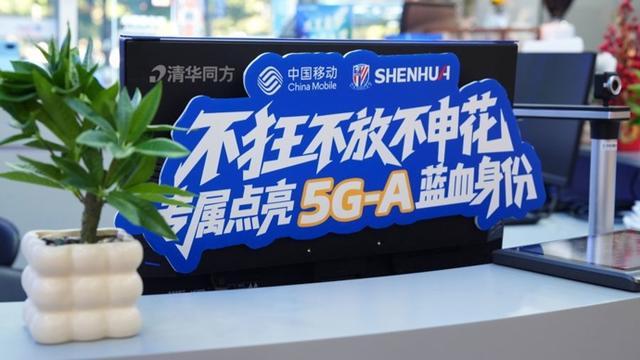 清华同方
中国移动
China Mobile
SHENHUA
不狂不放不申花
专属点亮5G-A蓝血身份